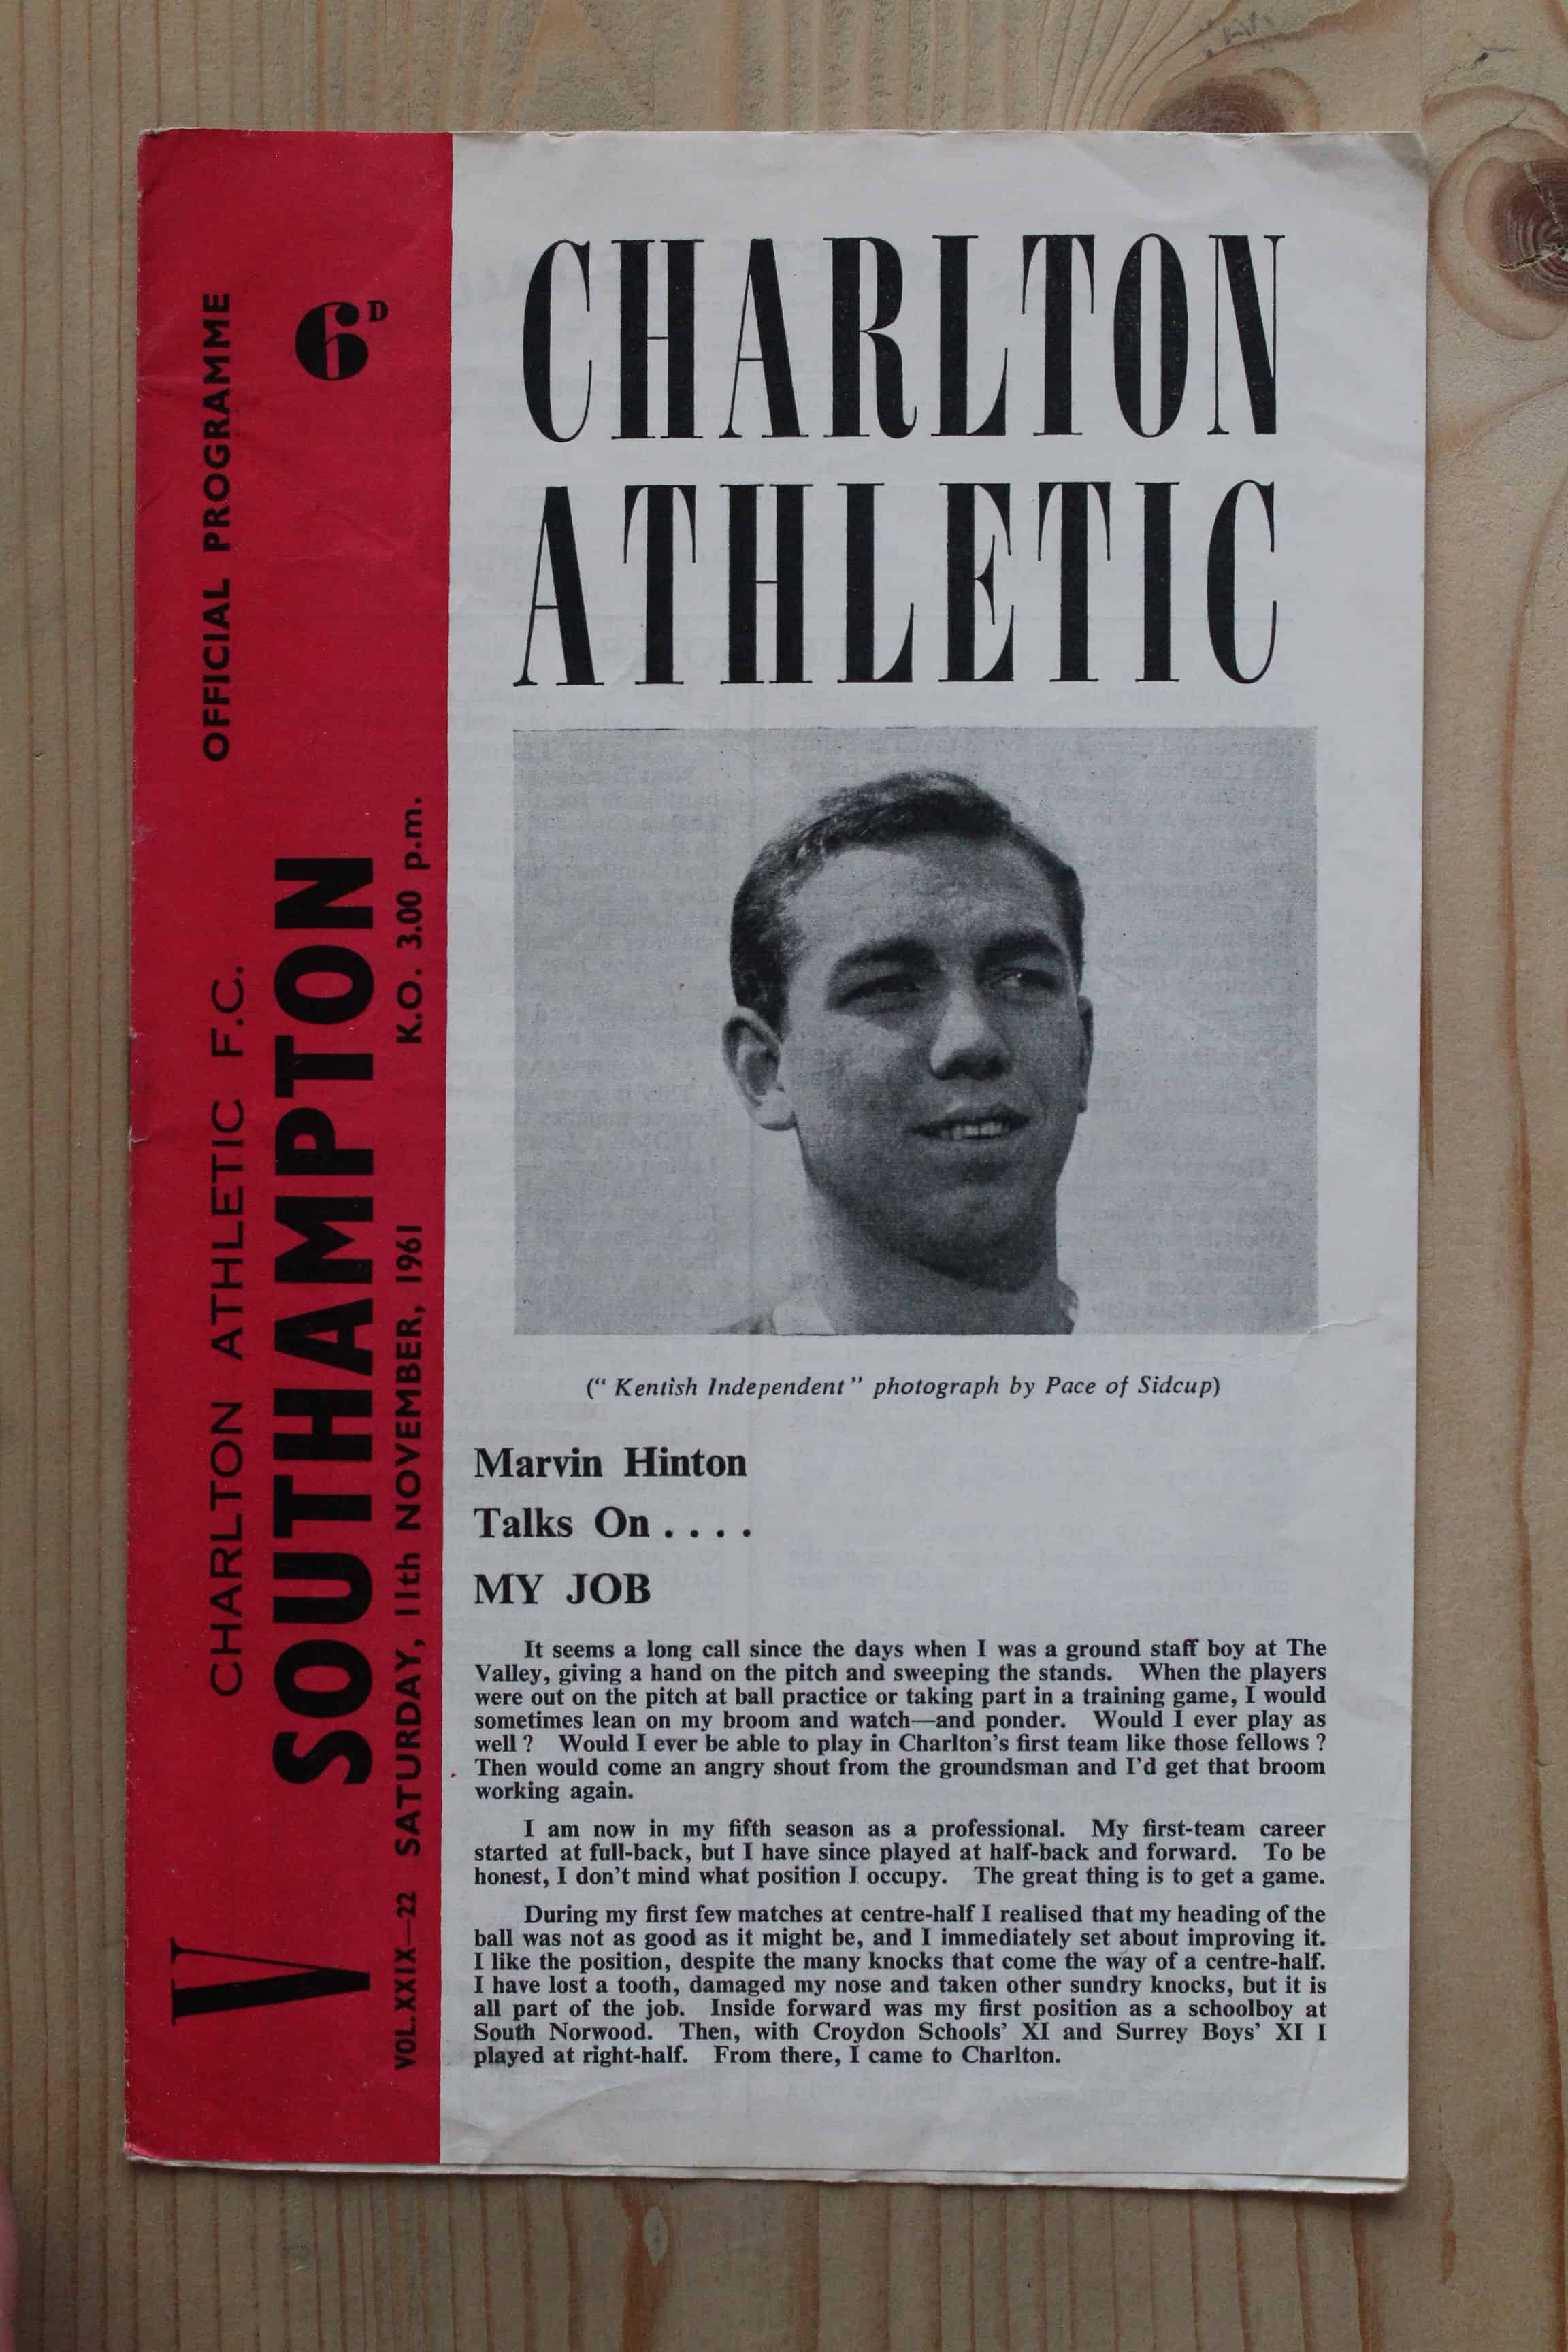 OFFICIAL PROGRAMME
6D
CHARLTON ATHLETIC F.C.
V SOUTHAMPTON
VOL. XXIX—22 SATURDAY, 11th NOVEMBER, 1961 K.O. 3.00 p.m.
CHARLTON
ATHLETIC
(“ Kentish Independent ” photograph by Pace of Sidcup)
Marvin Hinton
Talks On . . . .
MY JOB
It seems a long call since the days when I was a ground staff boy at The
Valley, giving a hand on the pitch and sweeping the stands. When the players
were out on the pitch at ball practice or taking part in a training game, I would
sometimes lean on my broom and watch—and ponder. Would I ever play as
well ? Would I ever be able to play in Charlton’s first team like those fellows ?
Then would come an angry shout from the groundsman and I’d get that broom
working again.
I am now in my fifth season as a professional. My first-team career
started at full-back, but I have since played at half-back and forward. To be
honest, I don’t mind what position I occupy. The great thing is to get a game.
During my first few matches at centre-half I realised that my heading of the
ball was not as good as it might be, and I immediately set about improving it.
I like the position, despite the many knocks that come the way of a centre-half.
I have lost a tooth, damaged my nose and taken other sundry knocks, but it is
all part of the job. Inside forward was my first position as a schoolboy at
South Norwood. Then, with Croydon Schools’ XI and Surrey Boys’ XI I
played at right-half. From there, I came to Charlton.